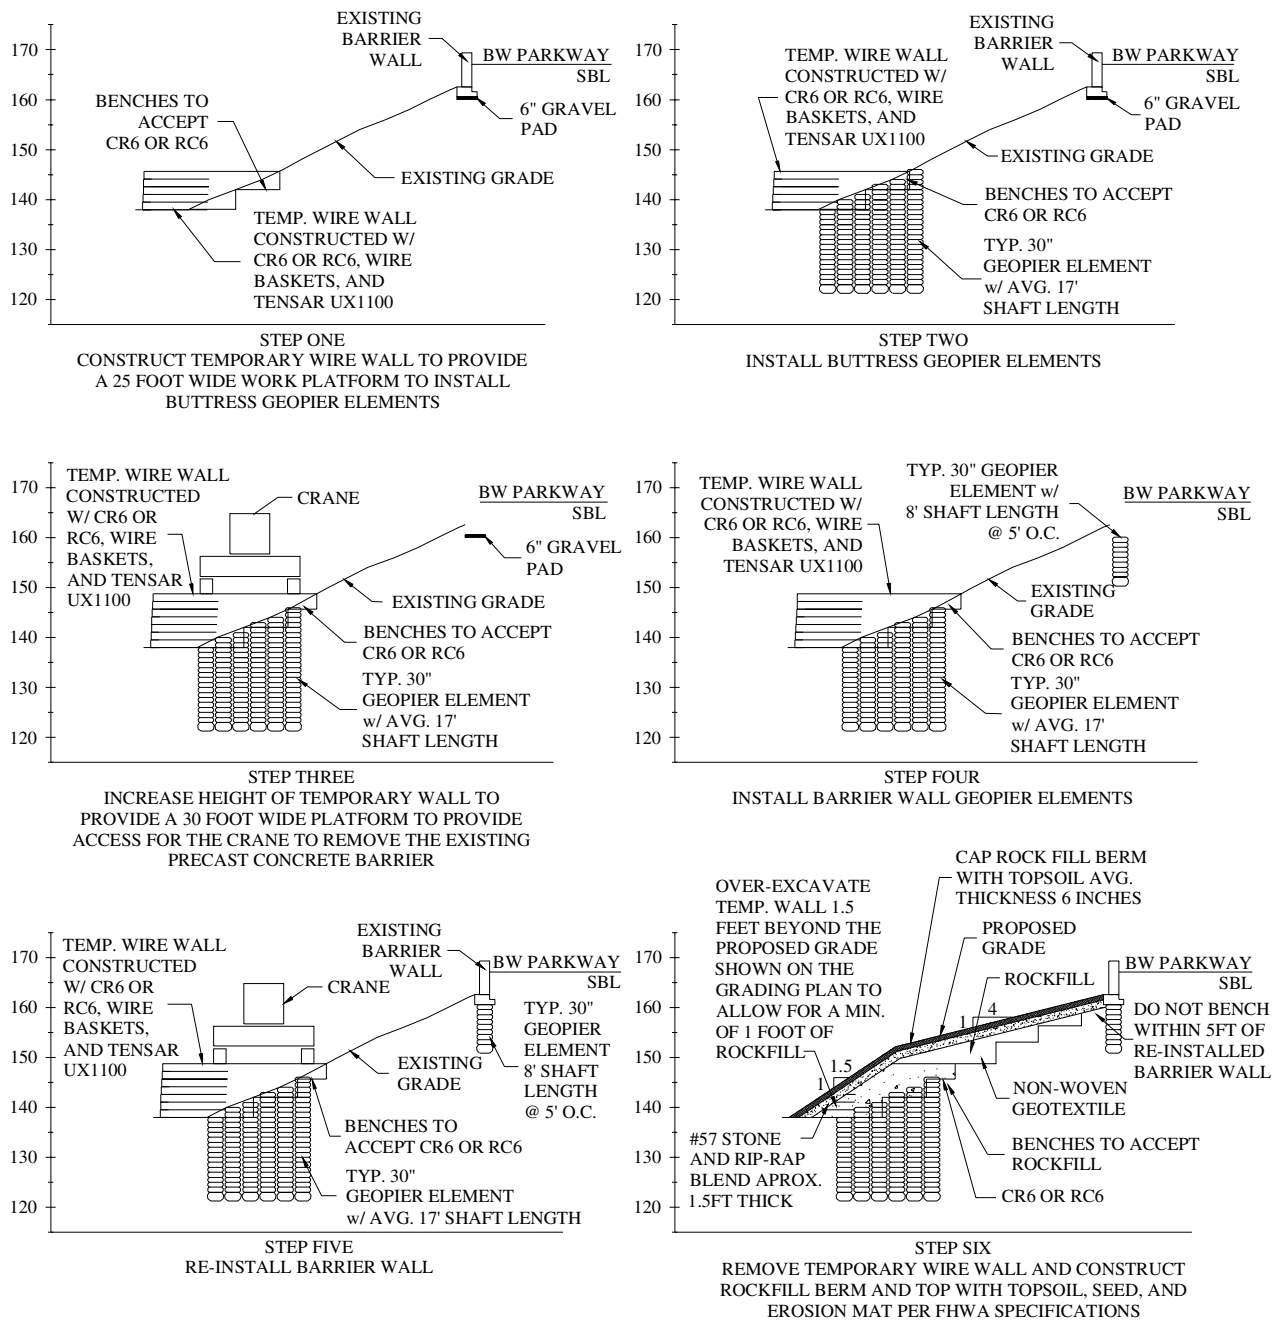 170
160
150
140
130
120
EXISTING
BARRIER
WALL
BW PARKWAY
SBL
6" GRAVEL
PAD
BENCHES TO
ACCEPT
CR6 OR RC6
EXISTING GRADE
TEMP. WIRE WALL
CONSTRUCTED W/
CR6 OR RC6, WIRE
BASKETS, AND
TENSAR UX1100
STEP ONE
CONSTRUCT TEMPORARY WIRE WALL TO PROVIDE
A 25 FOOT WIDE WORK PLATFORM TO INSTALL
BUTTRESS GEOPIER ELEMENTS
170
160
150
140
130
120
TEMP. WIRE WALL
CONSTRUCTED W/
CR6 OR RC6, WIRE
BASKETS, AND
TENSAR UX1100
EXISTING
BARRIER
WALL
BW PARKWAY
SBL
6" GRAVEL
PAD
EXISTING GRADE
BENCHES TO ACCEPT
CR6 OR RC6
TYP. 30"
GEOPIER ELEMENT
w/ AVG. 17'
SHAFT LENGTH
STEP TWO
INSTALL BUTTRESS GEOPIER ELEMENTS
170
160
150
140
130
120
TEMP. WIRE WALL
CONSTRUCTED
W/ CR6 OR
RC6, WIRE
BASKETS,
AND TENSAR
UX1100
CRANE
BW PARKWAY
SBL
6" GRAVEL
PAD
EXISTING GRADE
BENCHES TO ACCEPT
CR6 OR RC6
TYP. 30"
GEOPIER ELEMENT
w/ AVG. 17'
SHAFT LENGTH
STEP THREE
INCREASE HEIGHT OF TEMPORARY WALL TO
PROVIDE A 30 FOOT WIDE PLATFORM TO PROVIDE
ACCESS FOR THE CRANE TO REMOVE THE EXISTING
PRECAST CONCRETE BARRIER
170
160
150
140
130
120
TEMP. WIRE WALL
CONSTRUCTED W/
CR6 OR RC6, WIRE
BASKETS, AND
TENSAR UX1100
TYP. 30" GEOPIER
ELEMENT w/
8' SHAFT LENGTH
@ 5' O.C.
BW PARKWAY
SBL
EXISTING
GRADE
BENCHES TO ACCEPT
CR6 OR RC6
TYP. 30"
GEOPIER ELEMENT
w/ AVG. 17'
SHAFT LENGTH
STEP FOUR
INSTALL BARRIER WALL GEOPIER ELEMENTS
170
160
150
140
130
120
TEMP. WIRE WALL
CONSTRUCTED
W/ CR6 OR
RC6, WIRE
BASKETS,
AND TENSAR
UX1100
CRANE
EXISTING
BARRIER
WALL
BW PARKWAY
SBL
EXISTING
GRADE
TYP. 30"
GEOPIER
ELEMENT
8' SHAFT
LENGTH
@ 5' O.C.
BENCHES TO
ACCEPT CR6 OR RC6
TYP. 30"
GEOPIER ELEMENT
w/ AVG. 17' SHAFT LENGTH
STEP FIVE
RE-INSTALL BARRIER WALL
170
160
150
140
130
120
OVER-EXCAVATE
TEMP. WALL 1.5
FEET BEYOND THE
PROPOSED GRADE
SHOWN ON THE
GRADING PLAN TO
ALLOW FOR A MIN.
OF 1 FOOT OF
ROCKFILL
CAP ROCK FILL BERM
WITH TOPSOIL AVG.
THICKNESS 6 INCHES
PROPOSED
GRADE
ROCKFILL
BW PARKWAY
SBL
4
1
1.5
1
DO NOT BENCH
WITHIN 5FT OF
RE-INSTALLED
BARRIER WALL
NON-WOVEN
GEOTEXTILE
#57 STONE
AND RIP-RAP
BLEND APROX.
1.5FT THICK
BENCHES TO ACCEPT
ROCKFILL
CR6 OR RC6
STEP SIX
REMOVE TEMPORARY WIRE WALL AND CONSTRUCT
ROCKFILL BERM AND TOP WITH TOPSOIL, SEED, AND
EROSION MAT PER FHWA SPECIFICATIONS